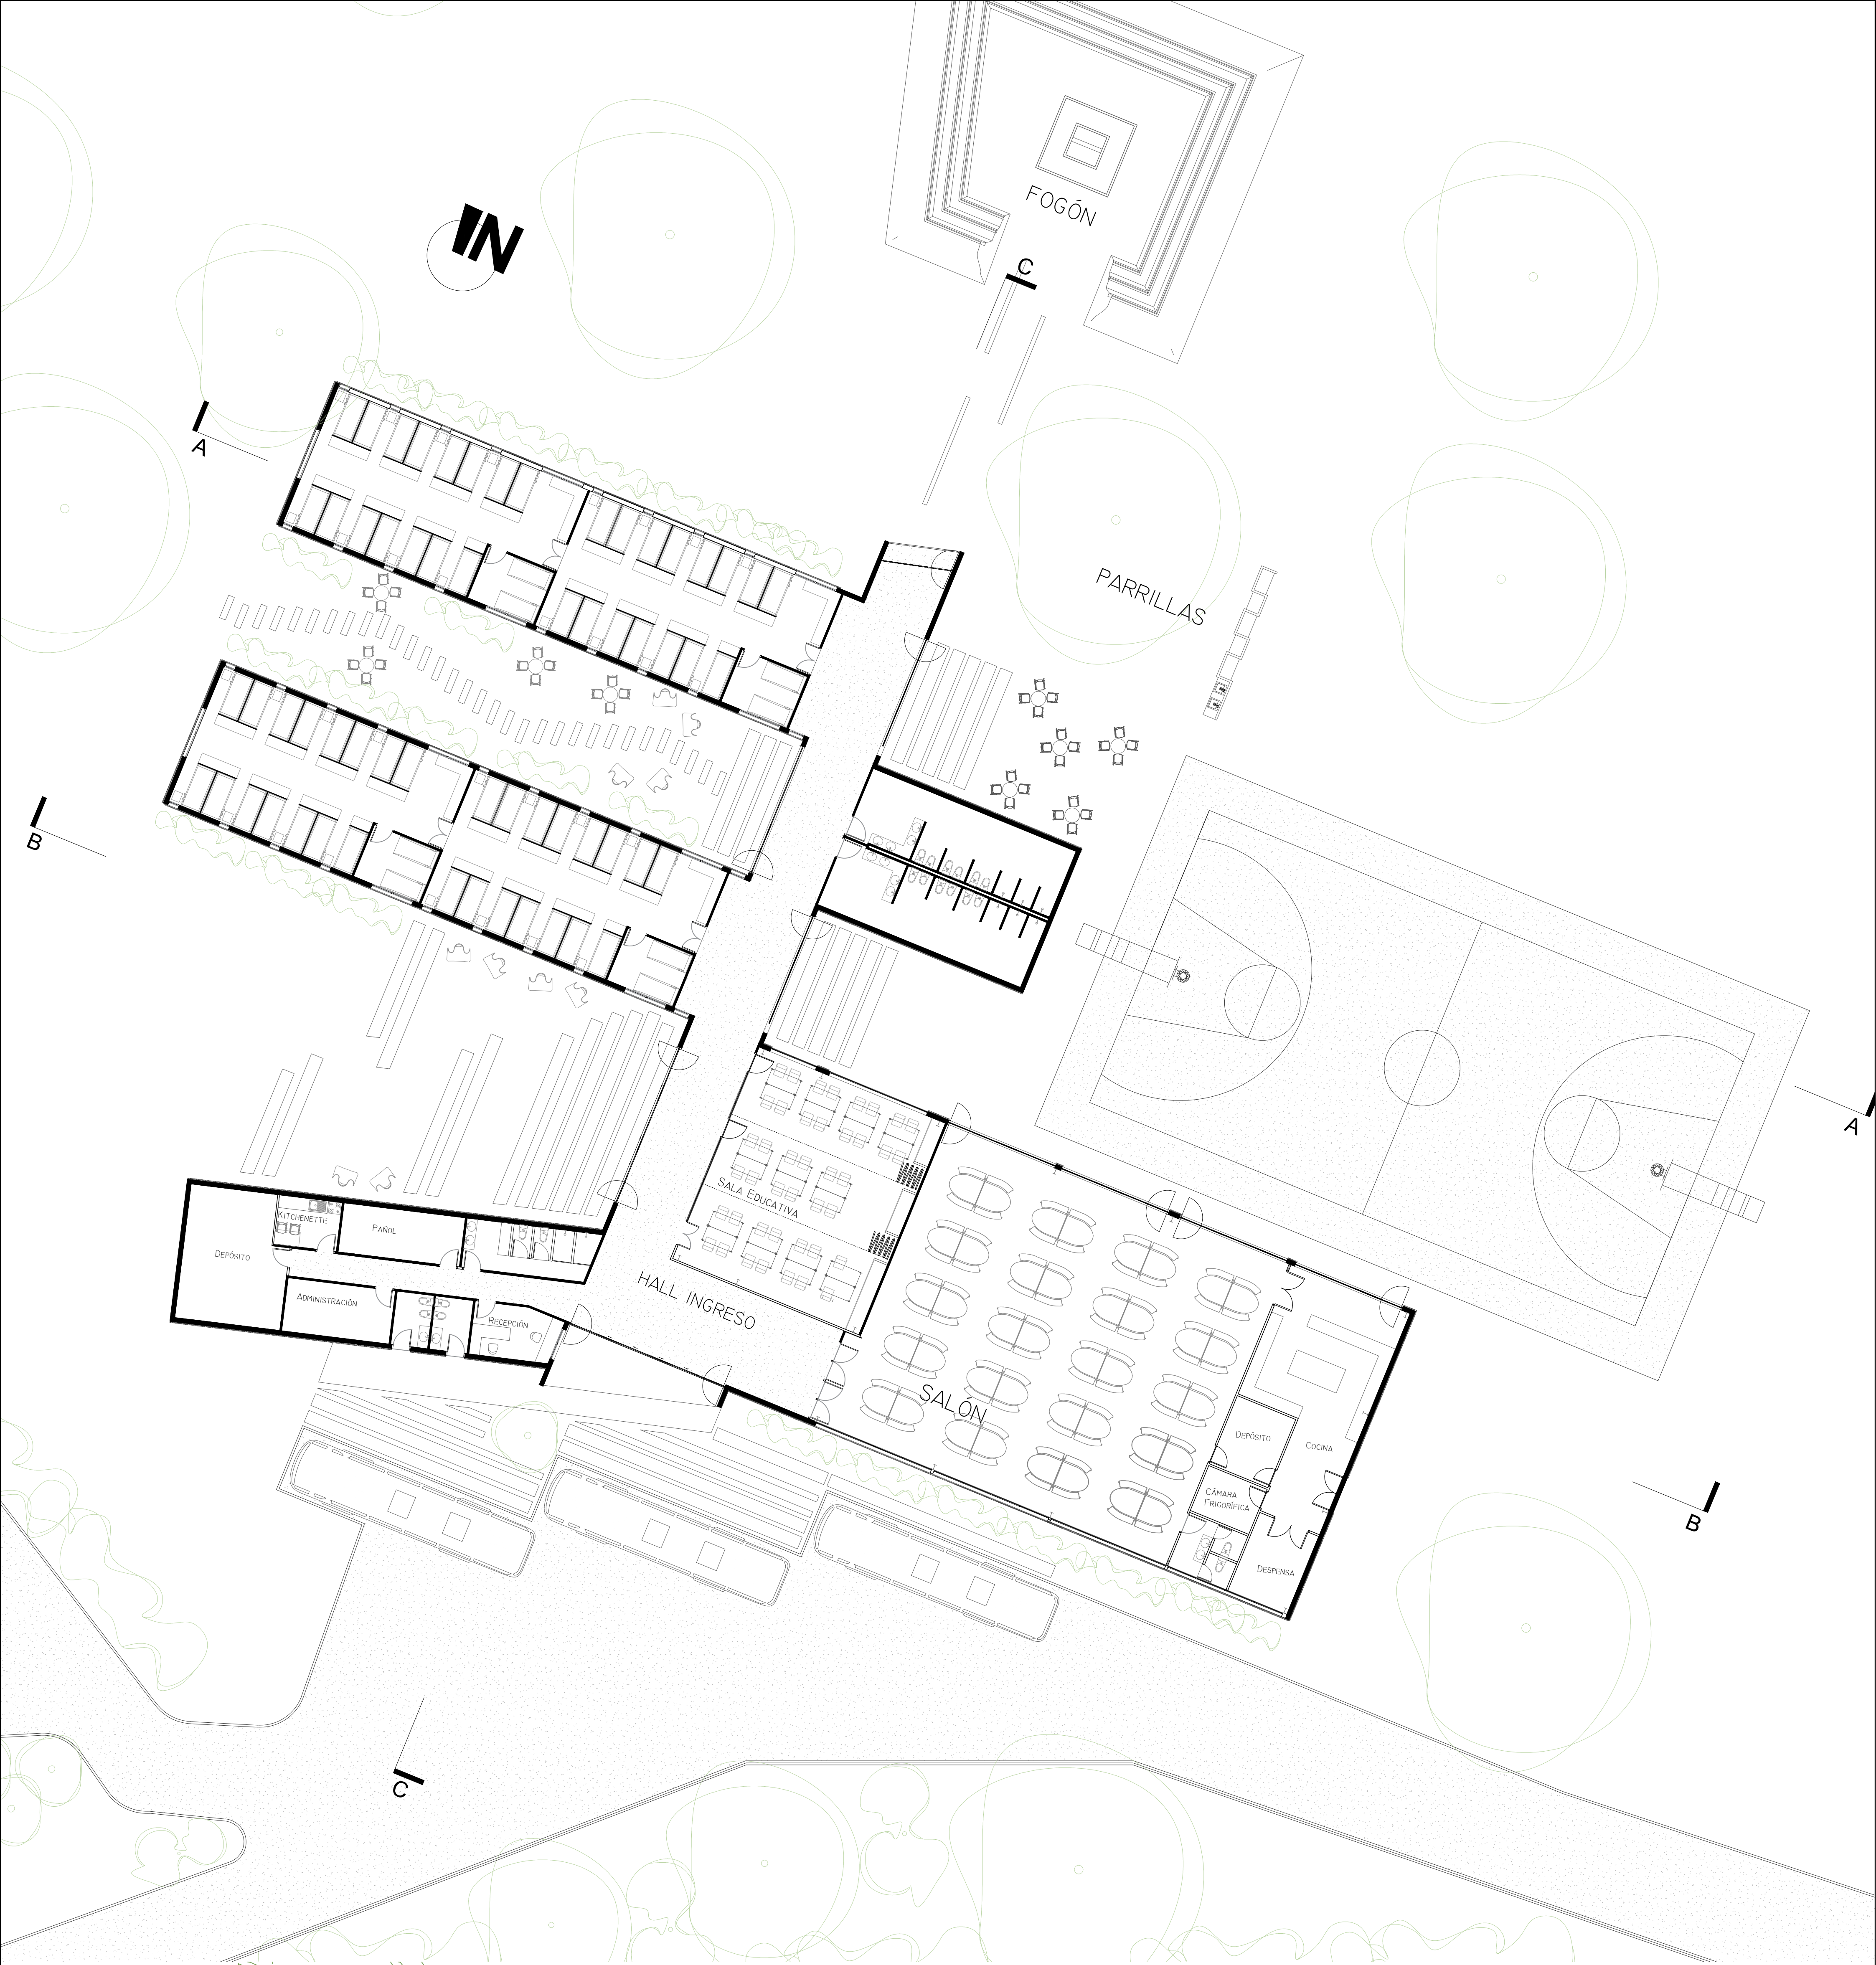 FOGÓN
C
N
A
PARRILLAS
B
A
SALA EDUCATIVA
KITCHENETTE
PAÑOL
DEPÓSITO
HALL INGRESO
ADMINISTRACIÓN
RECEPCIÓN
SALÓN
DEPÓSITO
COCINA
CÁMARA
FRIGORÍFICA
B
DESPENSA
C